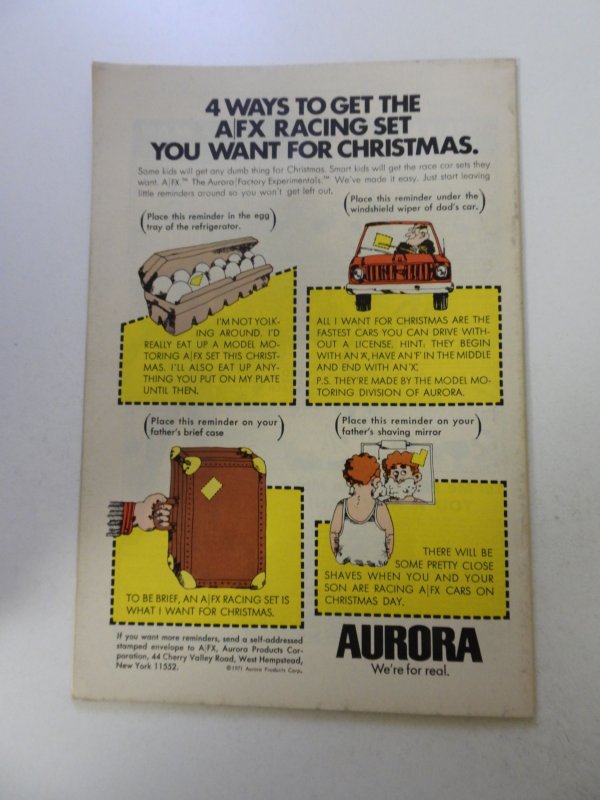 4 WAYS TO GET THE
A|FX RACING SET
YOU WANT FOR CHRISTMAS.
Some kids will get any dumb thing for Christmas. Smart kids will get the race car sets they
want. A|FX.™ The Aurora|Factory Experimentals.™ We've made it easy. Just start leaving
little reminders around so you won't get left out.
(Place this reminder in the egg
tray of the refrigerator.)
I'M NOT YOLK-
ING AROUND. I'D
REALLY EAT UP A MODEL MO-
TORING A|FX SET THIS CHRIST-
MAS. I'LL ALSO EAT UP ANY-
THING YOU PUT ON MY PLATE
UNTIL THEN.
(Place this reminder under the
windshield wiper of dad's car.)
ALL I WANT FOR CHRISTMAS ARE THE
FASTEST CARS YOU CAN DRIVE WITH-
OUT A LICENSE. HINT: THEY BEGIN
WITH AN 'A', HAVE AN 'F' IN THE MIDDLE
AND END WITH AN 'X'.
P.S. THEY'RE MADE BY THE MODEL MO-
TORING DIVISION OF AURORA.
(Place this reminder on your
father's brief case)
TO BE BRIEF, AN A|FX RACING SET IS
WHAT I WANT FOR CHRISTMAS.
(Place this reminder on your
father's shaving mirror)
THERE WILL BE
SOME PRETTY CLOSE
SHAVES WHEN YOU AND YOUR
SON ARE RACING A|FX CARS ON
CHRISTMAS DAY.
If you want more reminders, send a self-addressed
stamped envelope to A|FX, Aurora Products Cor-
poration, 44 Cherry Valley Road, West Hempstead,
New York 11552.
©1971 Aurora Products Corp.
AURORA
We're for real.